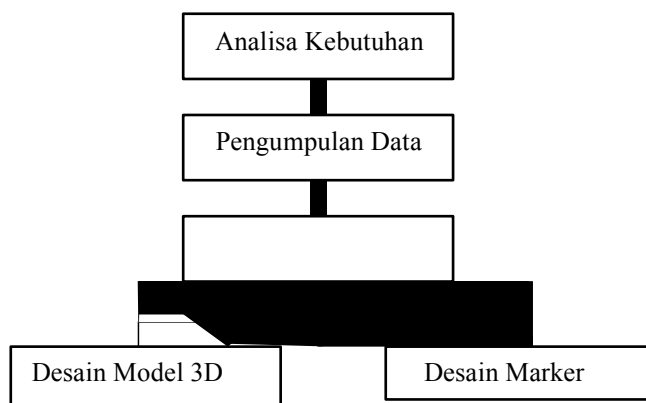 Analisa Kebutuhan
Pengumpulan Data
Desain Model 3D
Desain Marker